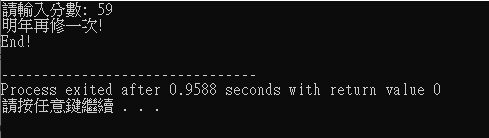 請輸入分數: 59
明年再修一次!
End!
--------------------------------
Process exited after 0.9588 seconds with return value 0
請按任意鍵繼續 . . .